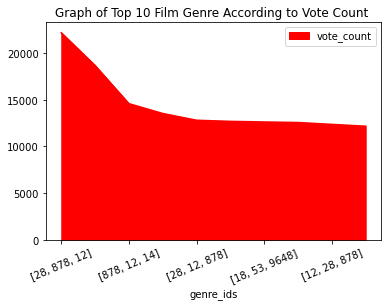 Graph of Top 10 Film Genre According to Vote Count
vote_count
20000
15000
10000
5000
0
[28, 878, 12]
[878, 12, 14]
[28, 12, 878]
[18, 53, 9648]
[12, 28, 878]
genre_ids